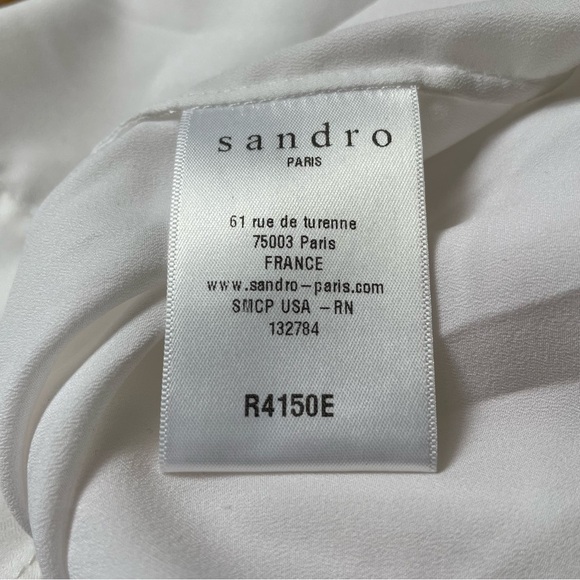 sandro
PARIS
61 rue de turenne
75003 Paris
FRANCE
www.sandro-paris.com
SMCP USA -RN
132784
R4150E